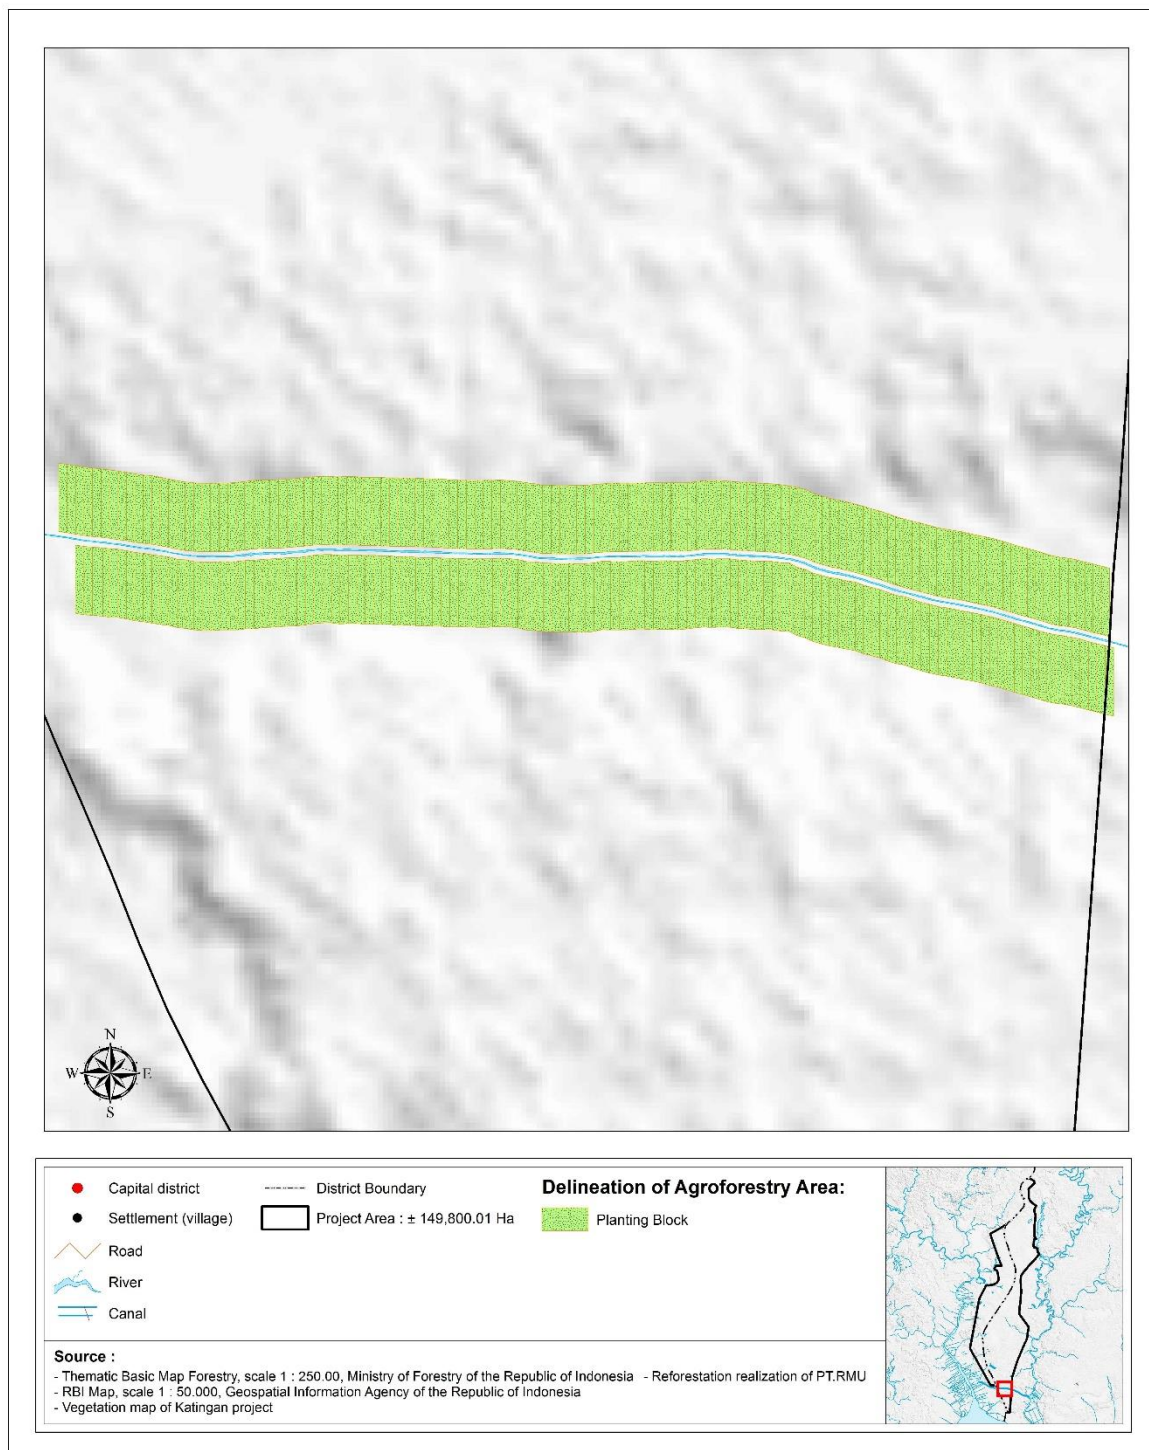 N
W E
S
Capital district
Settlement (village)
Road
River
Canal
District Boundary
Project Area : ± 149,800.01 Ha
Delineation of Agroforestry Area:
Planting Block
Source :
- Thematic Basic Map Forestry, scale 1 : 250.00, Ministry of Forestry of the Republic of Indonesia - Reforestation realization of PT.RMU
- RBI Map, scale 1 : 50.000, Geospatial Information Agency of the Republic of Indonesia
- Vegetation map of Katingan project